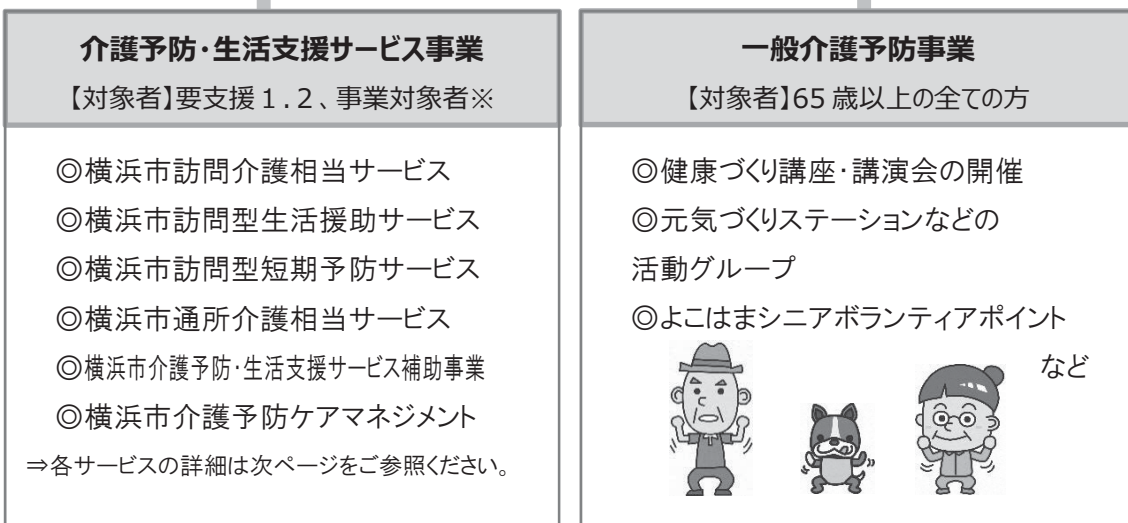 介護予防・生活支援サービス事業
【対象者】要支援1.2、事業対象者※
◎横浜市訪問介護相当サービス
◎横浜市訪問型生活援助サービス
◎横浜市訪問型短期予防サービス
◎横浜市通所介護相当サービス
◎横浜市介護予防・生活支援サービス補助事業
◎横浜市介護予防ケアマネジメント
⇒各サービスの詳細は次ページをご参照ください。
一般介護予防事業
【対象者】65歳以上の全ての方
◎健康づくり講座・講演会の開催
◎元気づくりステーションなどの
活動グループ
◎よこはまシニアボランティアポイント
など